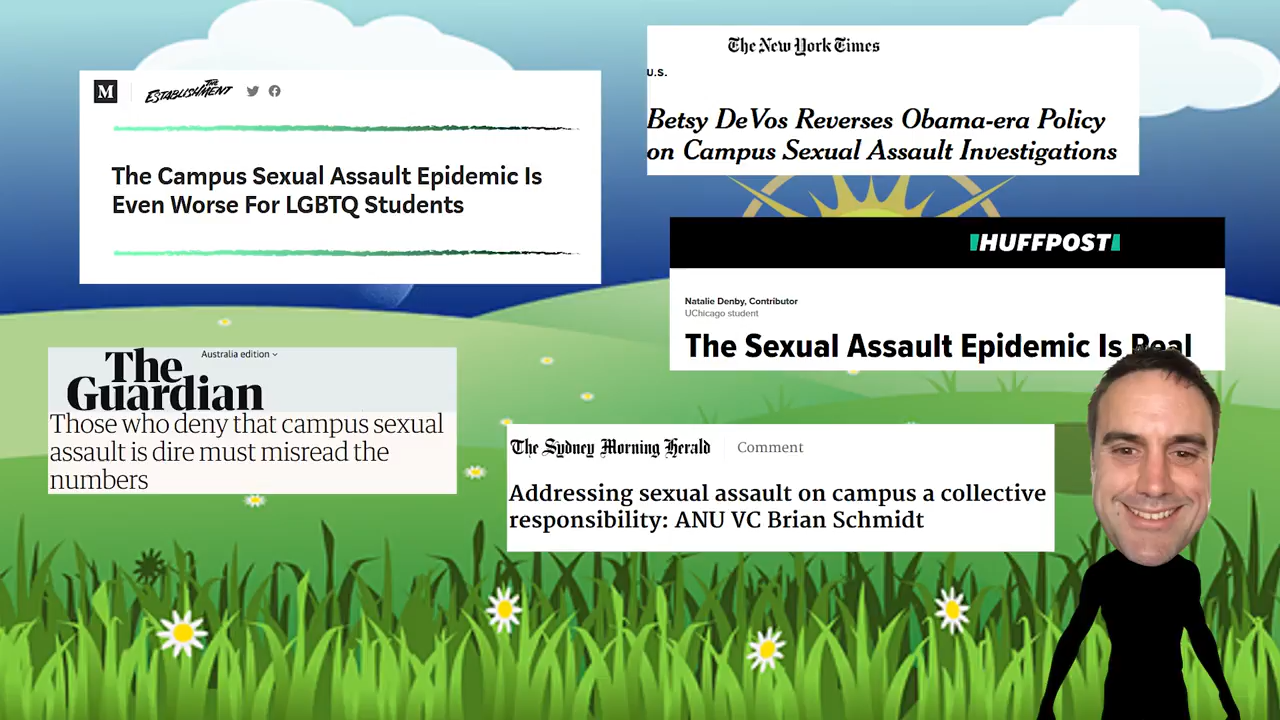 M
THE ESTABLISHMENT
The Campus Sexual Assault Epidemic Is
Even Worse For LGBTQ Students
The New York Times
U.S.
Betsy DeVos Reverses Obama-era Policy
on Campus Sexual Assault Investigations
HUFFPOST
Natalie Denby, Contributor
UChicago student
The Sexual Assault Epidemic Is Real
The Guardian
Australia edition
Those who deny that campus sexual
assault is dire must misread the
numbers
The Sydney Morning Herald
Comment
Addressing sexual assault on campus a collective
responsibility: ANU VC Brian Schmidt